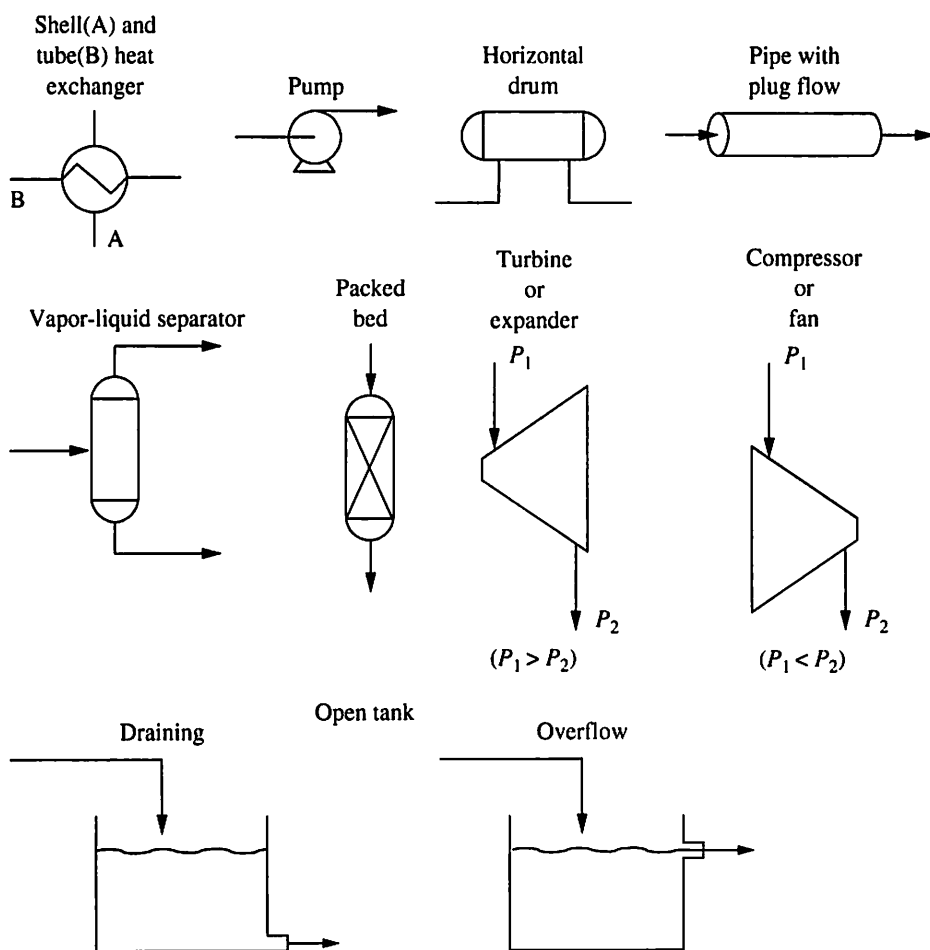 Shell(A) and
tube(B) heat
exchanger
Pump
Horizontal
drum
Pipe with
plug flow
B
A
Vapor-liquid separator
Packed
bed
Turbine
or
expander
Compressor
or
fan
P₁
P₁
P₂
P₂
(P₁ > P₂)
(P₁ < P₂)
Open tank
Draining
Overflow